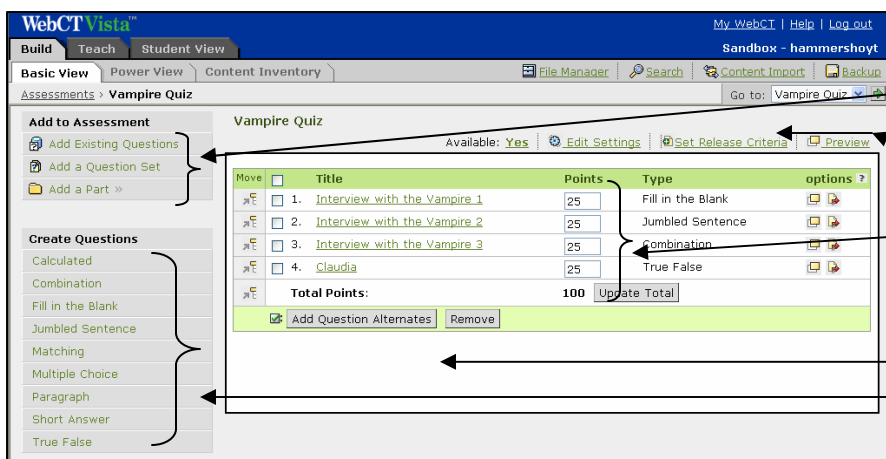 WebCT Vista™
My WebCT | Help | Log out
Build Teach Student View
Sandbox - hammershoyt
Basic View Power View Content Inventory
File Manager Search Content Import Backup
Assessments > Vampire Quiz
Go to: Vampire Quiz
Add to Assessment
Add Existing Questions
Add a Question Set
Add a Part »
Create Questions
Calculated
Combination
Fill in the Blank
Jumbled Sentence
Matching
Multiple Choice
Paragraph
Short Answer
True False
Vampire Quiz
Available: Yes Edit Settings Set Release Criteria Preview
Move Title Points Type options ?
1. Interview with the Vampire 1 25 Fill in the Blank
2. Interview with the Vampire 2 25 Jumbled Sentence
3. Interview with the Vampire 3 25 Combination
4. Claudia 25 True False
Total Points: 100 Update Total
Add Question Alternates Remove